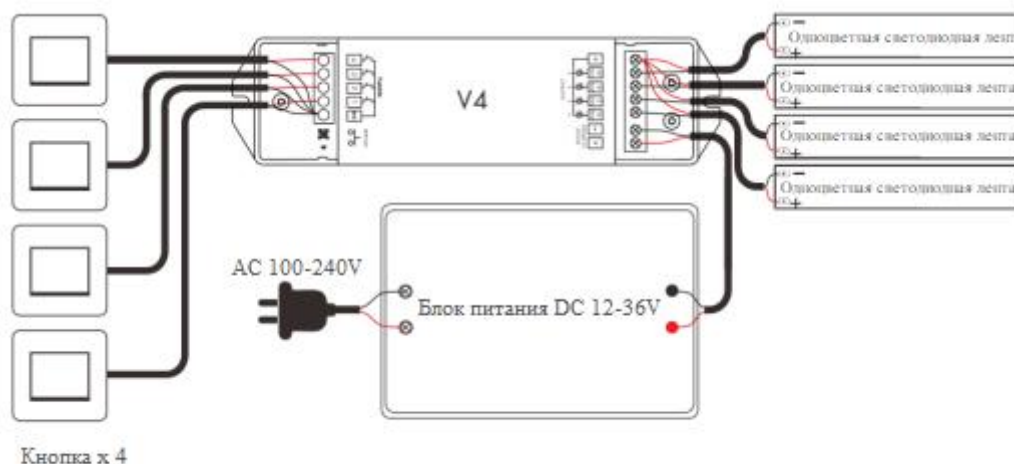 Одноцветная светодиодная лента
Одноцветная светодиодная лента
Одноцветная светодиодная лента
Одноцветная светодиодная лента
V4
AC 100-240V
Блок питания DC 12-36V
Кнопка x 4